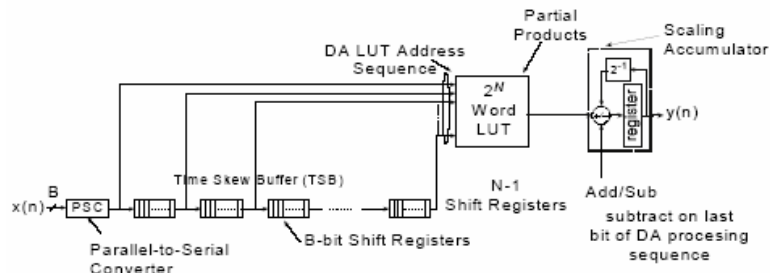 Partial
Products
Scaling
Accumulator
DA LUT Address
Sequence
2^N
Word
LUT
2^-1
register
y(n)
Add/Sub
subtract on last
bit of DA procesing
sequence
Time Skew Buffer (TSB)
N-1
Shift Registers
x(n)
B
PSC
B-bit Shift Registers
Parallel-to-Serial
Converter